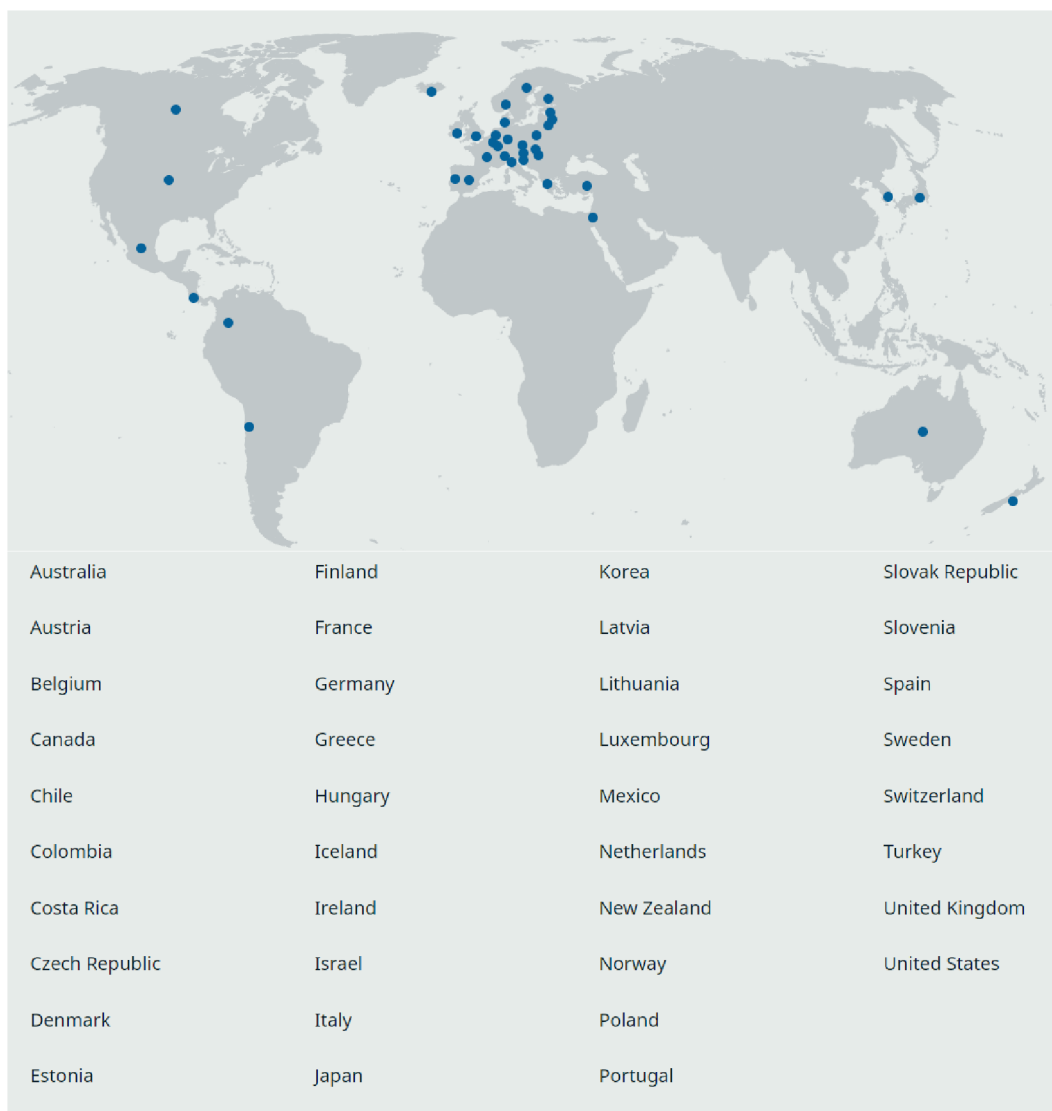 Australia
Austria
Belgium
Canada
Chile
Colombia
Costa Rica
Czech Republic
Denmark
Estonia
Finland
France
Germany
Greece
Hungary
Iceland
Ireland
Israel
Italy
Japan
Korea
Latvia
Lithuania
Luxembourg
Mexico
Netherlands
New Zealand
Norway
Poland
Portugal
Slovak Republic
Slovenia
Spain
Sweden
Switzerland
Turkey
United Kingdom
United States